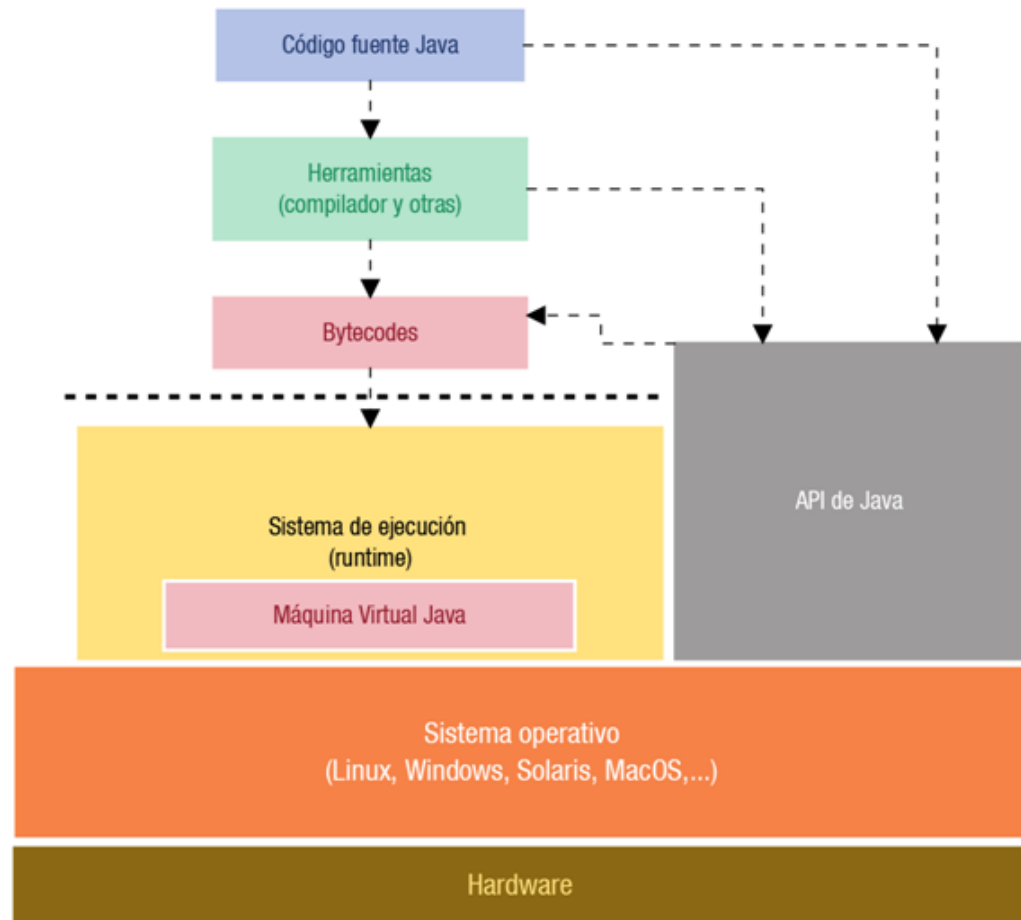 Código fuente Java
Herramientas
(compilador y otras)
Bytecodes
API de Java
Sistema de ejecución
(runtime)
Máquina Virtual Java
Sistema operativo
(Linux, Windows, Solaris, MacOS,...)
Hardware